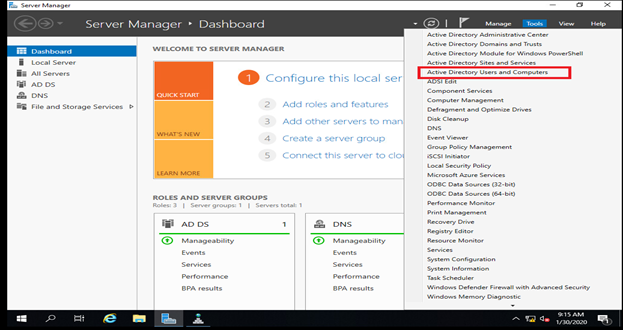 Server Manager
Server Manager • Dashboard
Manage
Tools
View
Help
Dashboard
Local Server
All Servers
AD DS
DNS
File and Storage Services
WELCOME TO SERVER MANAGER
QUICK START
WHAT'S NEW
LEARN MORE
1 Configure this local ser
2 Add roles and features
3 Add other servers to man
4 Create a server group
5 Connect this server to clo
ROLES AND SERVER GROUPS
Roles: 3 | Server groups: 1 | Servers total: 1
AD DS 1
Manageability
Events
Services
Performance
BPA results
DNS
Manageability
Events
Services
Performance
BPA results
Active Directory Administrative Center
Active Directory Domains and Trusts
Active Directory Module for Windows PowerShell
Active Directory Sites and Services
Active Directory Users and Computers
ADSI Edit
Component Services
Computer Management
Defragment and Optimize Drives
Disk Cleanup
DNS
Event Viewer
Group Policy Management
iSCSI Initiator
Local Security Policy
Microsoft Azure Services
ODBC Data Sources (32-bit)
ODBC Data Sources (64-bit)
Performance Monitor
Print Management
Recovery Drive
Registry Editor
Resource Monitor
Services
System Configuration
System Information
Task Scheduler
Windows Defender Firewall with Advanced Security
Windows Memory Diagnostic
9:15 AM
1/30/2020